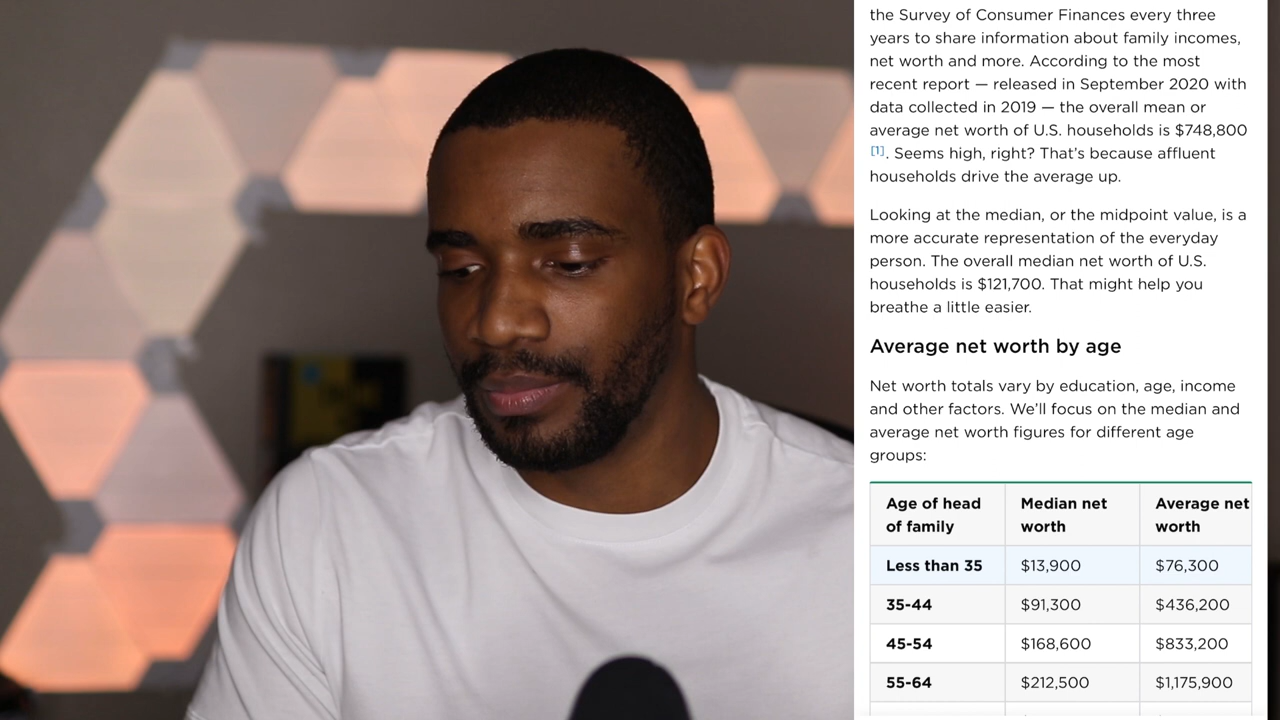 the Survey of Consumer Finances every three
years to share information about family incomes,
net worth and more. According to the most
recent report — released in September 2020 with
data collected in 2019 — the overall mean or
average net worth of U.S. households is $748,800
[1]. Seems high, right? That’s because affluent
households drive the average up.
Looking at the median, or the midpoint value, is a
more accurate representation of the everyday
person. The overall median net worth of U.S.
households is $121,700. That might help you
breathe a little easier.
Average net worth by age
Net worth totals vary by education, age, income
and other factors. We’ll focus on the median and
average net worth figures for different age
groups:
Age of head of family Median net worth Average net worth
Less than 35 $13,900 $76,300
35-44 $91,300 $436,200
45-54 $168,600 $833,200
55-64 $212,500 $1,175,900